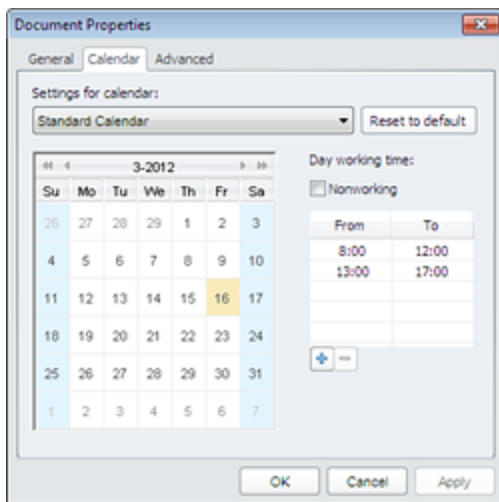 Document Properties
General Calendar Advanced
Settings for calendar:
Standard Calendar Reset to default
3-2012
Su Mo Tu We Th Fr Sa
26 27 28 29 1 2 3
4 5 6 7 8 9 10
11 12 13 14 15 16 17
18 19 20 21 22 23 24
25 26 27 28 29 30 31
1 2 3 4 5 6 7
Day working time:
Nonworking
From To
8:00 12:00
13:00 17:00
OK Cancel Apply